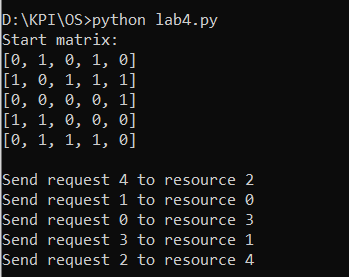 D:\KPI\OS>python lab4.py
Start matrix:
[0, 1, 0, 1, 0]
[1, 0, 1, 1, 1]
[0, 0, 0, 0, 1]
[1, 1, 0, 0, 0]
[0, 1, 1, 1, 0]
Send request 4 to resource 2
Send request 1 to resource 0
Send request 0 to resource 3
Send request 3 to resource 1
Send request 2 to resource 4